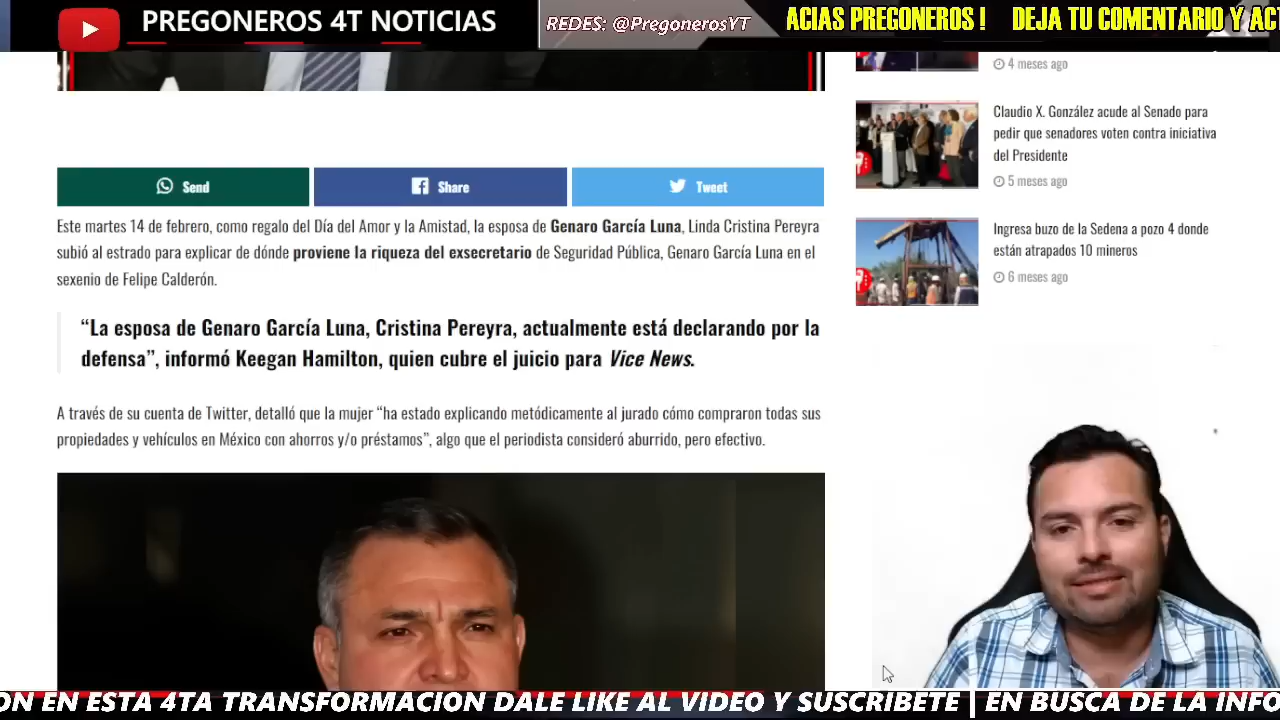 PREGONEROS 4T NOTICIAS
REDES: @PregonerosYT
ACIAS PREGONEROS ! DEJA TU COMENTARIO Y ACT
4 meses ago
Claudio X. González acude al Senado para
pedir que senadores voten contra iniciativa
del Presidente
5 meses ago
Ingresa buzo de la Sedena a pozo 4 donde
están atrapados 10 mineros
6 meses ago
Send
Share
Tweet
Este martes 14 de febrero, como regalo del Día del Amor y la Amistad, la esposa de Genaro García Luna, Linda Cristina Pereyra
subió al estrado para explicar de dónde proviene la riqueza del exsecretario de Seguridad Pública, Genaro García Luna en el
sexenio de Felipe Calderón.
“La esposa de Genaro García Luna, Cristina Pereyra, actualmente está declarando por la
defensa”, informó Keegan Hamilton, quien cubre el juicio para Vice News.
A través de su cuenta de Twitter, detalló que la mujer “ha estado explicando metódicamente al jurado cómo compraron todas sus
propiedades y vehículos en México con ahorros y/o préstamos”, algo que el periodista consideró aburrido, pero efectivo.
ON EN ESTA 4TA TRANSFORMACION DALE LIKE AL VIDEO Y SUSCRIBETE | EN BUSCA DE LA INFO